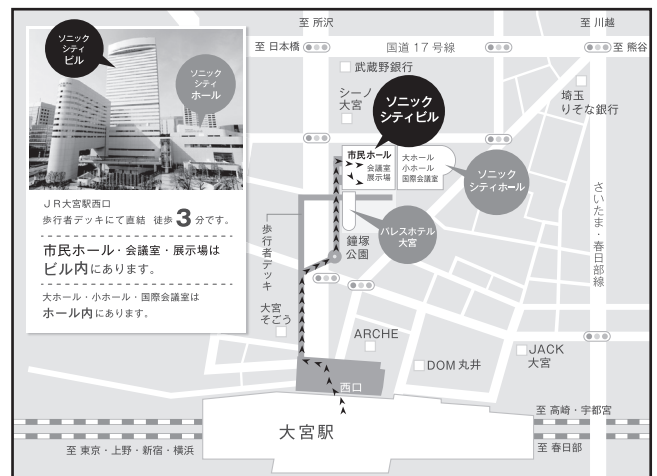 至 所沢
至 川越
至 日本橋
国道17号線
至 熊谷
ソニック
シティ
ビル
ソニック
シティ
ホール
武蔵野銀行
シーノ
大宮
ソニック
シティビル
埼玉
りそな銀行
市民ホール
会議室
展示場
大ホール
小ホール
国際会議室
ソニック
シティホール
さいたま・春日部線
JR大宮駅西口
歩行者デッキにて直結 徒歩3分です。
市民ホール・会議室・展示場は
ビル内にあります。
大ホール・小ホール・国際会議室は
ホール内にあります。
歩行者デッキ
パレスホテル
大宮
鐘塚
公園
大宮
そごう
ARCHE
DOM 丸井
JACK
大宮
西口
大宮駅
至 高崎・宇都宮
至 東京・上野・新宿・横浜
至 春日部